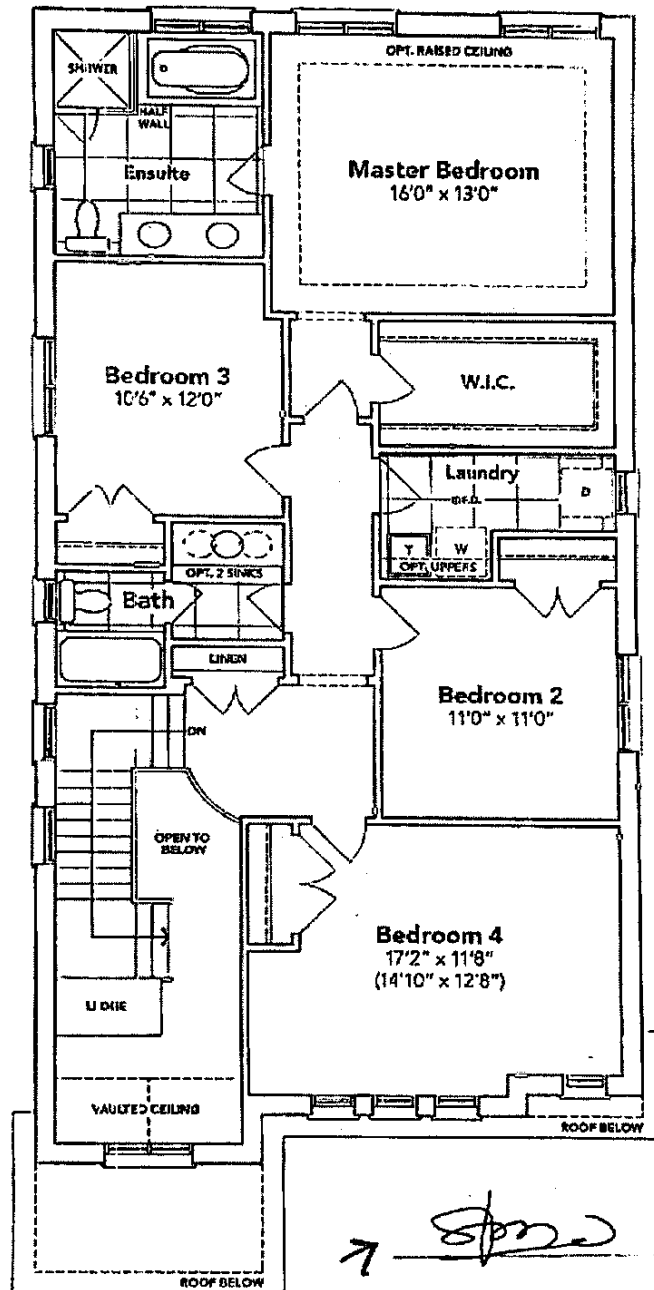 OPT. RAISED CEILING
SHOWER
HALF
WALL
Ensuite
Master Bedroom
16'0" x 13'0"
Bedroom 3
10'6" x 12'0"
W.I.C.
Laundry
D
T
W
OPT. UPPERS
OPT. 2 SINKS
Bath
LINEN
Bedroom 2
11'0" x 11'0"
DN
OPEN TO
BELOW
Bedroom 4
17'2" x 11'8"
(14'10" x 12'8")
VAULTED CEILING
ROOF BELOW
ROOF BELOW